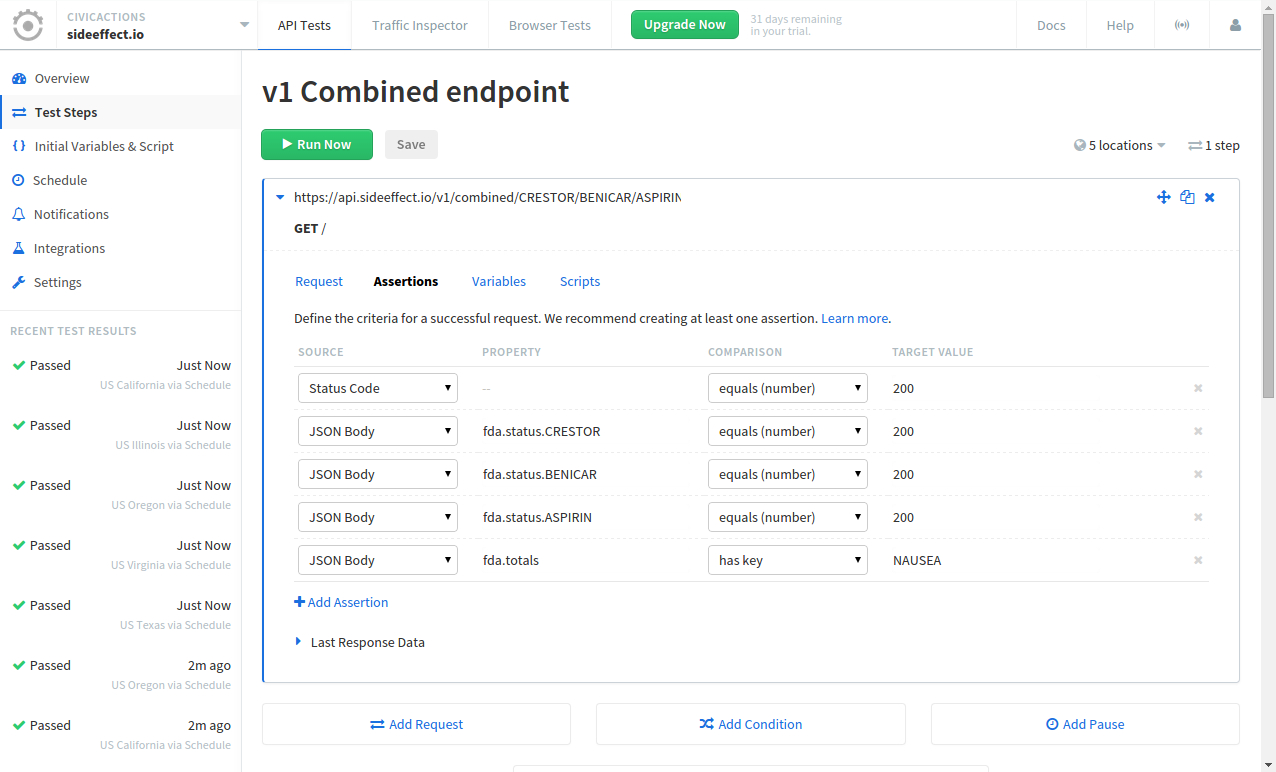 CIVICACTIONS
sideeffect.io
API Tests
Traffic Inspector
Browser Tests
Upgrade Now
31 days remaining
in your trial.
Docs
Help
Overview
Test Steps
Initial Variables & Script
Schedule
Notifications
Integrations
Settings
RECENT TEST RESULTS
Passed Just Now
US California via Schedule
Passed Just Now
US Illinois via Schedule
Passed Just Now
US Oregon via Schedule
Passed Just Now
US Virginia via Schedule
Passed Just Now
US Texas via Schedule
Passed 2m ago
US Oregon via Schedule
Passed 2m ago
US California via Schedule
v1 Combined endpoint
Run Now
Save
5 locations
1 step
https://api.sideeffect.io/v1/combined/CRESTOR/BENICAR/ASPIRIN
GET /
Request Assertions Variables Scripts
Define the criteria for a successful request. We recommend creating at least one assertion. Learn more.
SOURCE PROPERTY COMPARISON TARGET VALUE
Status Code -- equals (number) 200
JSON Body fda.status.CRESTOR equals (number) 200
JSON Body fda.status.BENICAR equals (number) 200
JSON Body fda.status.ASPIRIN equals (number) 200
JSON Body fda.totals has key NAUSEA
Add Assertion
Last Response Data
Add Request
Add Condition
Add Pause